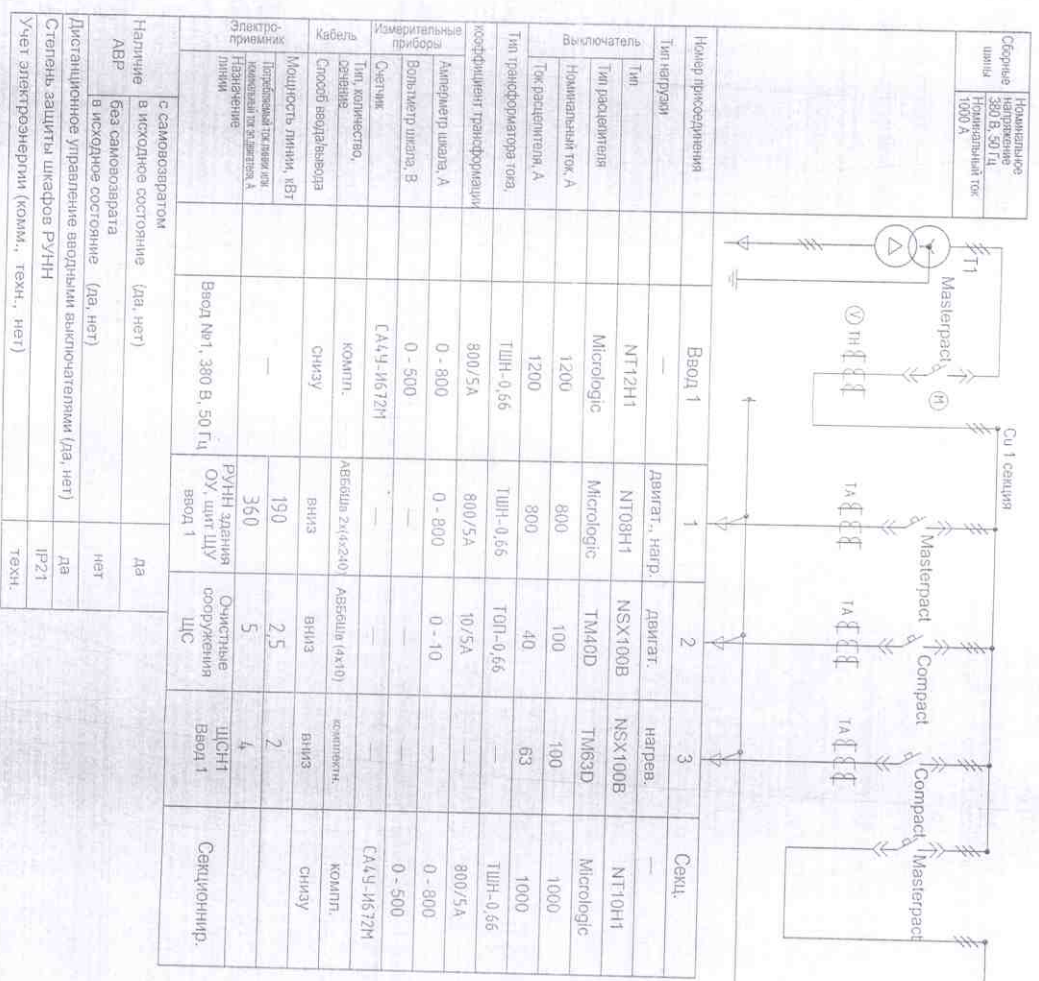 Сборные шины
Номинальное напряжение 380 В, 50 Гц
Номинальный ток 1000 А
T1
Masterpact
M
V
ТН
Cu 1 секция
ТА
Masterpact
ТА
Compact
ТА
Compact
Masterpact
Номер присоединения
Ввод 1
1
2
3
Секц.
Тип нагрузки
—
двигат., нагр.
двигат.
нагрев.
—
Выключатель
Тип
NT12H1
NT08H1
NSX100B
NSX100B
NT10H1
Тип расцепителя
Micrologic
Micrologic
TM40D
TM63D
Micrologic
Номинальный ток, А
1200
800
100
100
1000
Ток расцепителя, А
1200
800
40
63
1000
Тип трансформатора тока,
ТШН-0,66
ТШН-0,66
ТОП-0,66
—
ТШН-0,66
коэффициент трансформации
800/5А
800/5А
10/5А
—
800/5А
Измерительные приборы
Амперметр шкала, А
0 - 800
0 - 800
0 - 10
—
0 - 800
Вольтметр шкала, В
0 - 500
—
—
—
0 - 500
Счетчик
СА4У-И672М
—
—
—
СА4У-И672М
Кабель
Тип, количество, сечение
компл.
АВБбШв 2х(4х240)
АВБбШв (4х10)
комплектн.
компл.
Способ ввода/вывода
снизу
вниз
вниз
вниз
снизу
Электро-приемник
Мощность линии, кВт
190
2,5
2
Потребляемый ток линии или номинальный ток эл. двигателя, А
—
360
5
4
Назначение линии
Ввод №1, 380 В, 50 Гц
РУНН здания ОУ, щит ЩУ ввод 1
Очистные сооружения ЩС
ЩСН1 Ввод 1
Секционнир.
Наличие АВР
с самовозвратом
в исходное состояние (да, нет)
да
без самовозврата
в исходное состояние (да, нет)
нет
Дистанционное управление вводными выключателями (да, нет)
да
Степень защиты шкафов РУНН
IP21
Учет электроэнергии (комм., техн., нет)
техн.